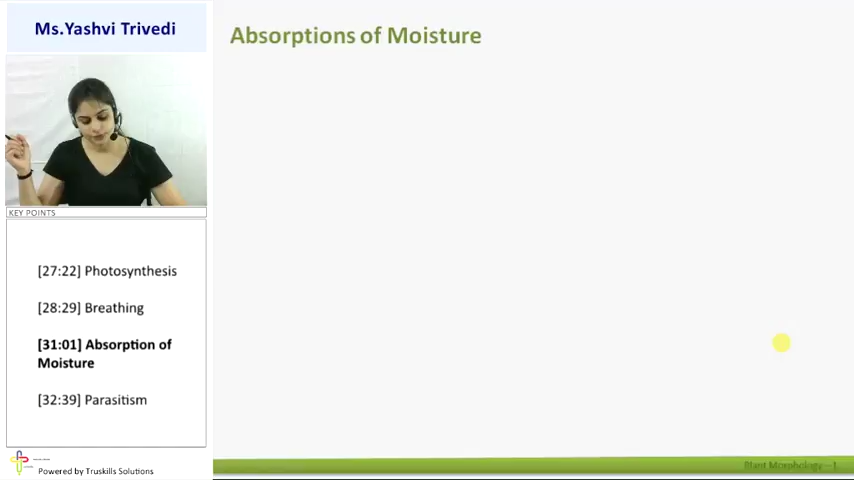 Ms.Yashvi Trivedi
Absorptions of Moisture
KEY POINTS
[27:22] Photosynthesis
[28:29] Breathing
[31:01] Absorption of
Moisture
[32:39] Parasitism
Powered by Truskills Solutions
Plant Morphology – I